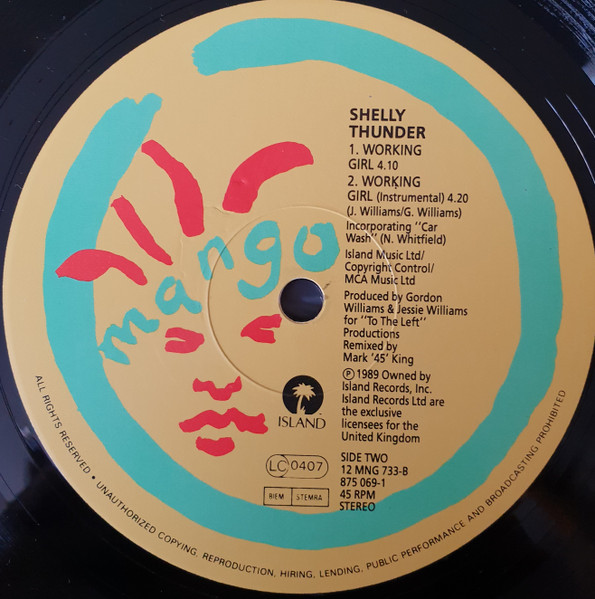 SHELLY
THUNDER
1. WORKING
GIRL 4.10
2. WORKING
GIRL (Instrumental) 4.20
(J. Williams/G. Williams)
Incorporating "Car
Wash" (N. Whitfield)
Island Music Ltd/
Copyright Control/
MCA Music Ltd
Produced by Gordon
Williams & Jessie Williams
for "To The Left"
Productions
Remixed by
Mark '45' King
℗ 1989 Owned by
Island Records, Inc.
Island Records Ltd are
the exclusive
licensees for the
United Kingdom
SIDE TWO
12 MNG 733-B
875 069-1
45 RPM
STEREO
mango
ISLAND
LC 0407
BIEM STEMRA
ALL RIGHTS RESERVED • UNAUTHORIZED COPYING, REPRODUCTION, HIRING, LENDING, PUBLIC PERFORMANCE AND BROADCASTING PROHIBITED